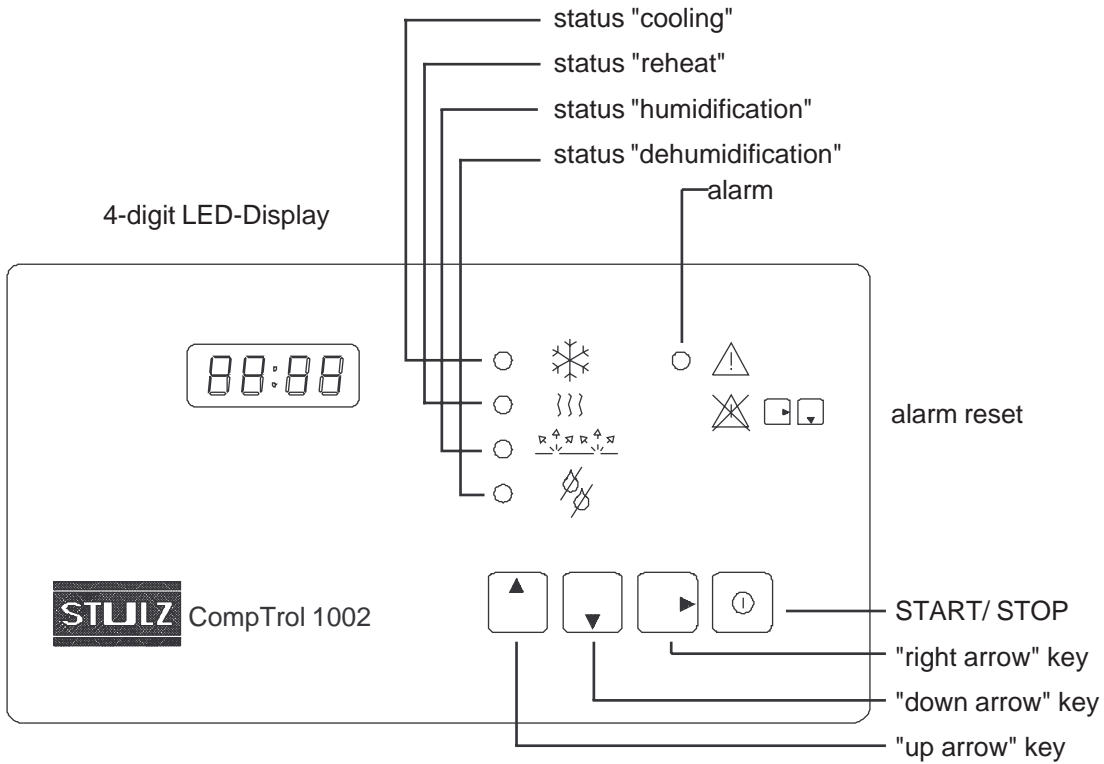 status "cooling"
status "reheat"
status "humidification"
status "dehumidification"
alarm
4-digit LED-Display
88:88
alarm reset
STULZ CompTrol 1002
START/ STOP
"right arrow" key
"down arrow" key
"up arrow" key